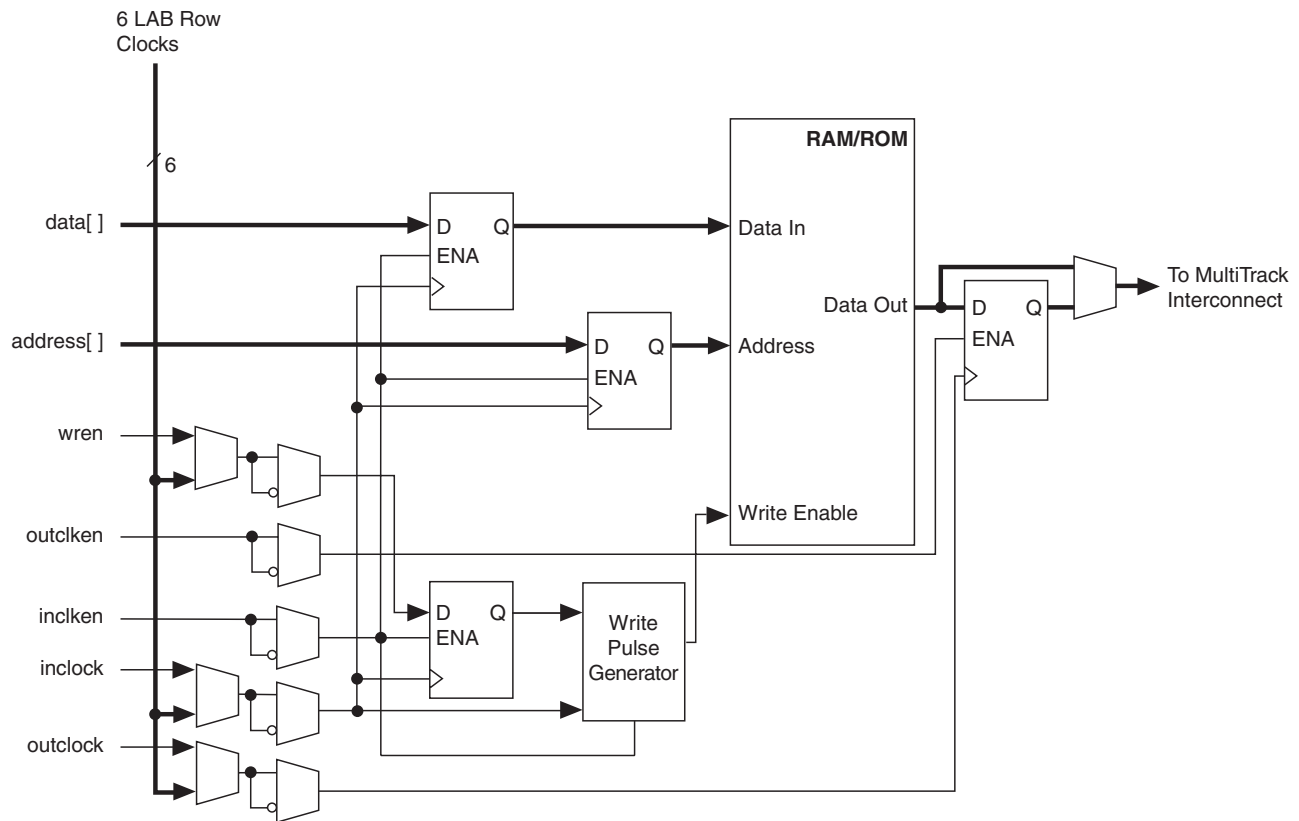 6 LAB Row
Clocks
6
RAM/ROM
data[ ]
D Q
ENA
Data In
To MultiTrack
Interconnect
Data Out
D Q
ENA
address[ ]
D Q
ENA
Address
wren
Write Enable
outclken
inclken
D Q
ENA
Write
Pulse
Generator
inclock
outclock